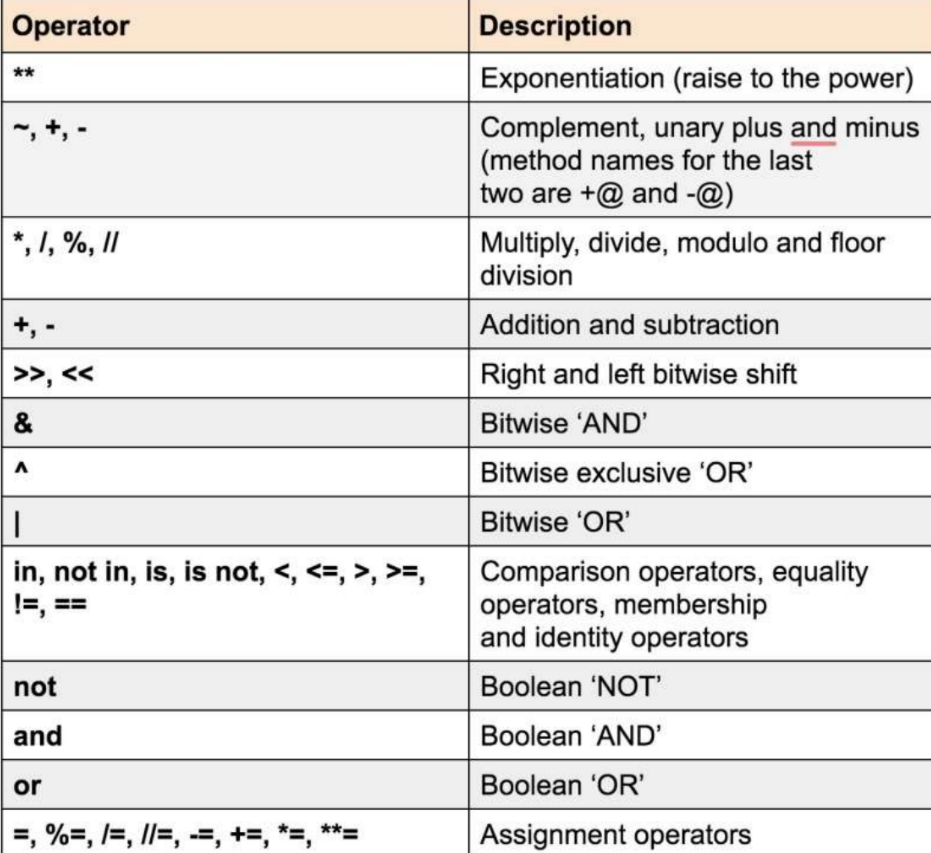 Operator Description
** Exponentiation (raise to the power)
~, +, - Complement, unary plus and minus
(method names for the last
two are +@ and -@)
*, /, %, // Multiply, divide, modulo and floor
division
+, - Addition and subtraction
>>, << Right and left bitwise shift
& Bitwise ‘AND’
^ Bitwise exclusive ‘OR’
| Bitwise ‘OR’
in, not in, is, is not, <, <=, >, >=, Comparison operators, equality
!=, == operators, membership
and identity operators
not Boolean ‘NOT’
and Boolean ‘AND’
or Boolean ‘OR’
=, %=, /=, //=, -=, +=, *=, **= Assignment operators